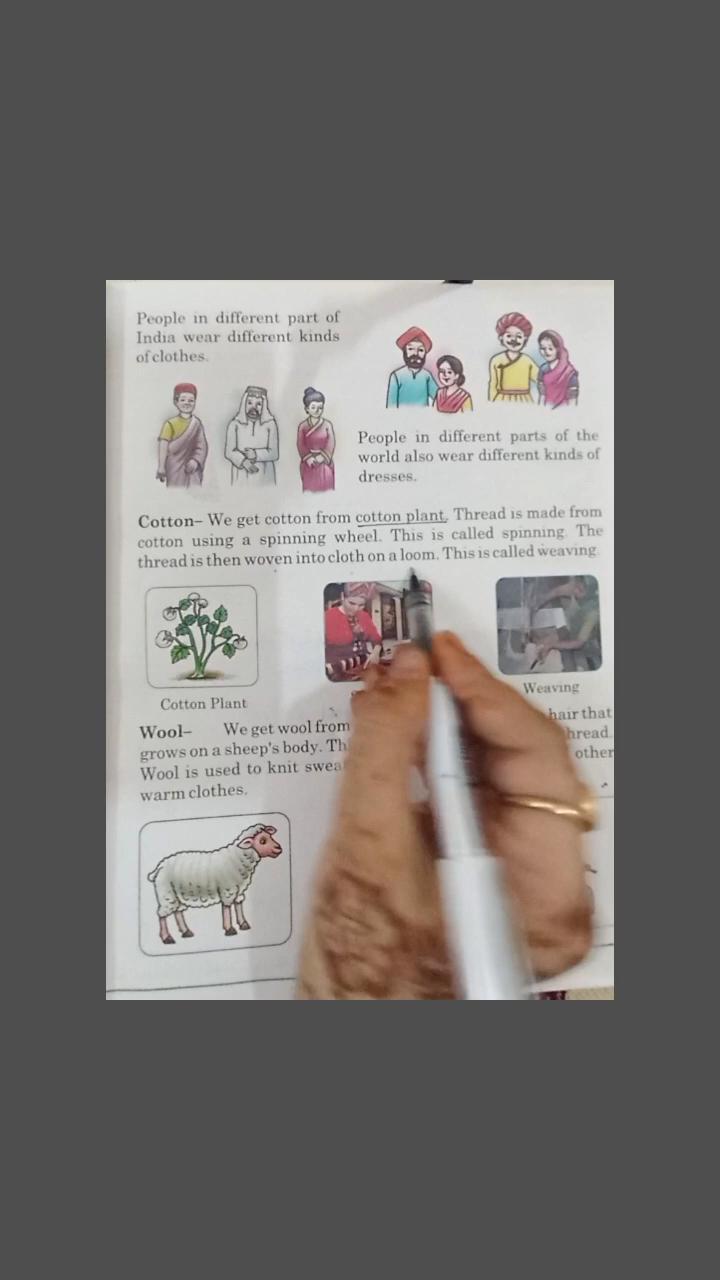 People in different part of
India wear different kinds
of clothes.
People in different parts of the
world also wear different kinds of
dresses.
Cotton– We get cotton from cotton plant. Thread is made from
cotton using a spinning wheel. This is called spinning. The
thread is then woven into cloth on a loom. This is called weaving.
Cotton Plant
Weaving
Wool– We get wool from hair that
grows on a sheep's body. thread.
Wool is used to knit other
warm clothes.